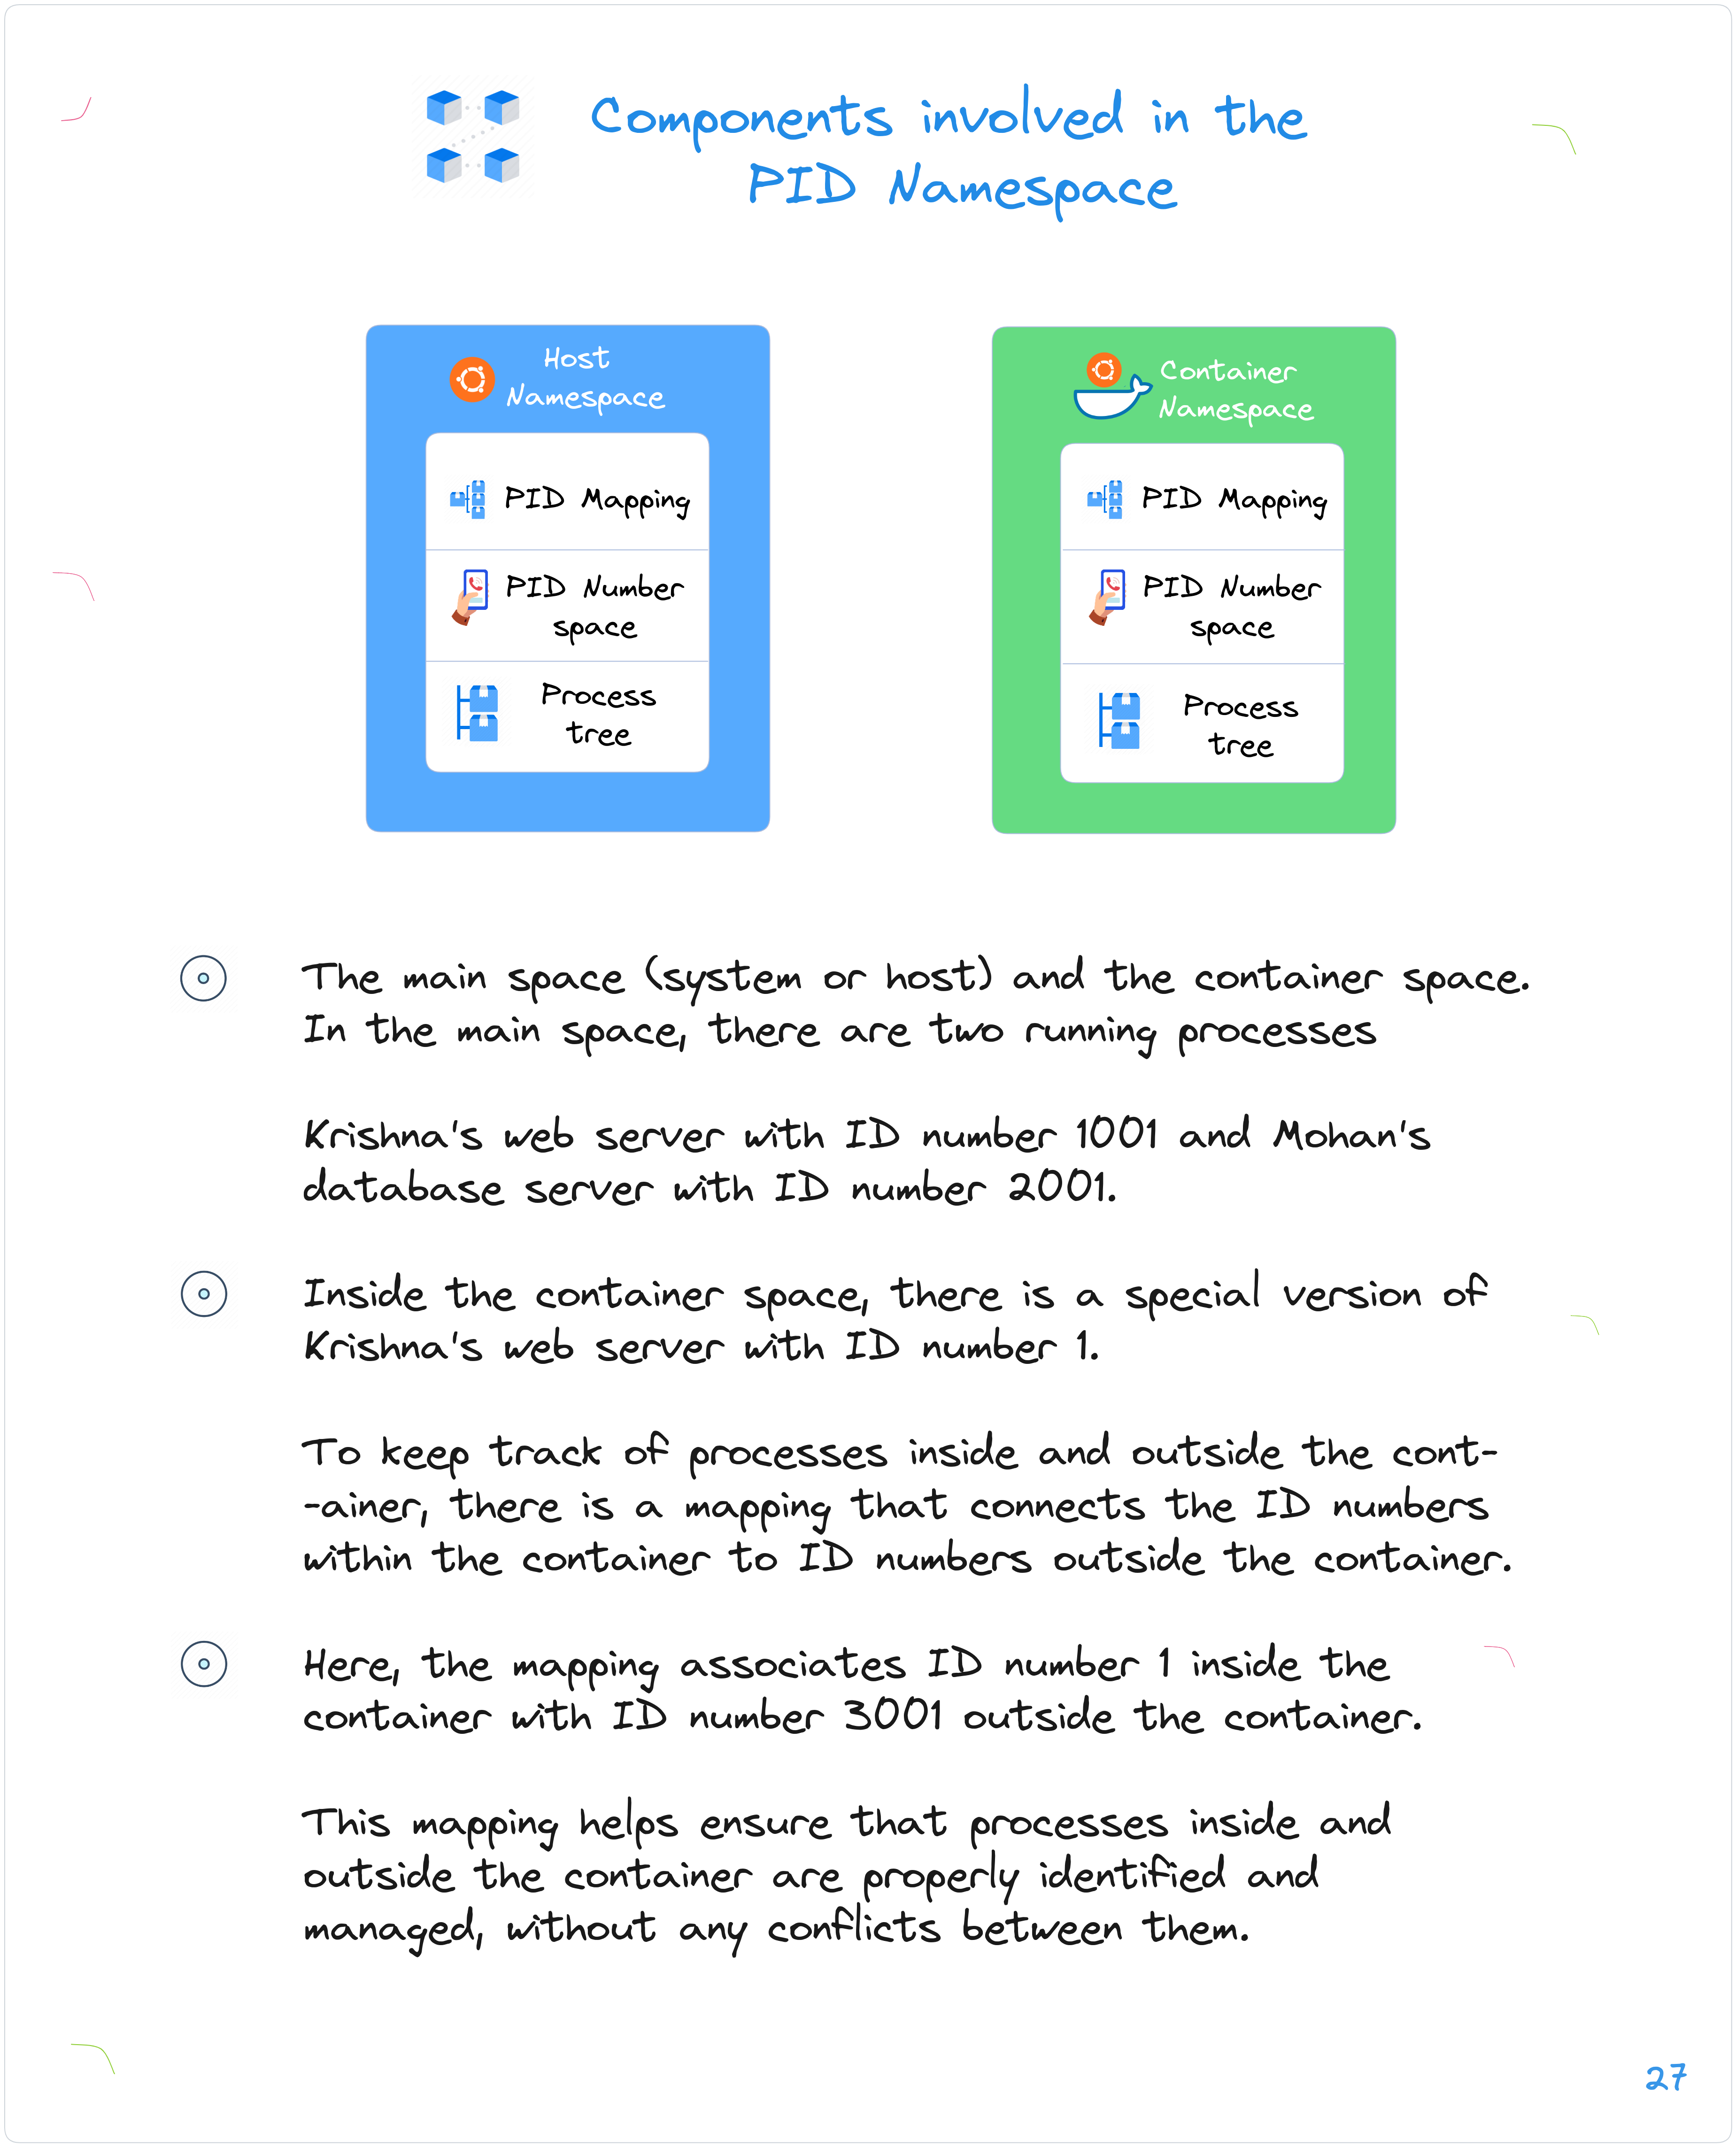 Components involved in the
PID Namespace
Host
Namespace
PID Mapping
PID Number
space
Process
tree
Container
Namespace
PID Mapping
PID Number
space
Process
tree
The main space (system or host) and the container space.
In the main space, there are two running processes
Krishna's web server with ID number 1001 and Mohan's
database server with ID number 2001.
Inside the container space, there is a special version of
Krishna's web server with ID number 1.
To keep track of processes inside and outside the cont-
-ainer, there is a mapping that connects the ID numbers
within the container to ID numbers outside the container.
Here, the mapping associates ID number 1 inside the
container with ID number 3001 outside the container.
This mapping helps ensure that processes inside and
outside the container are properly identified and
managed, without any conflicts between them.
27